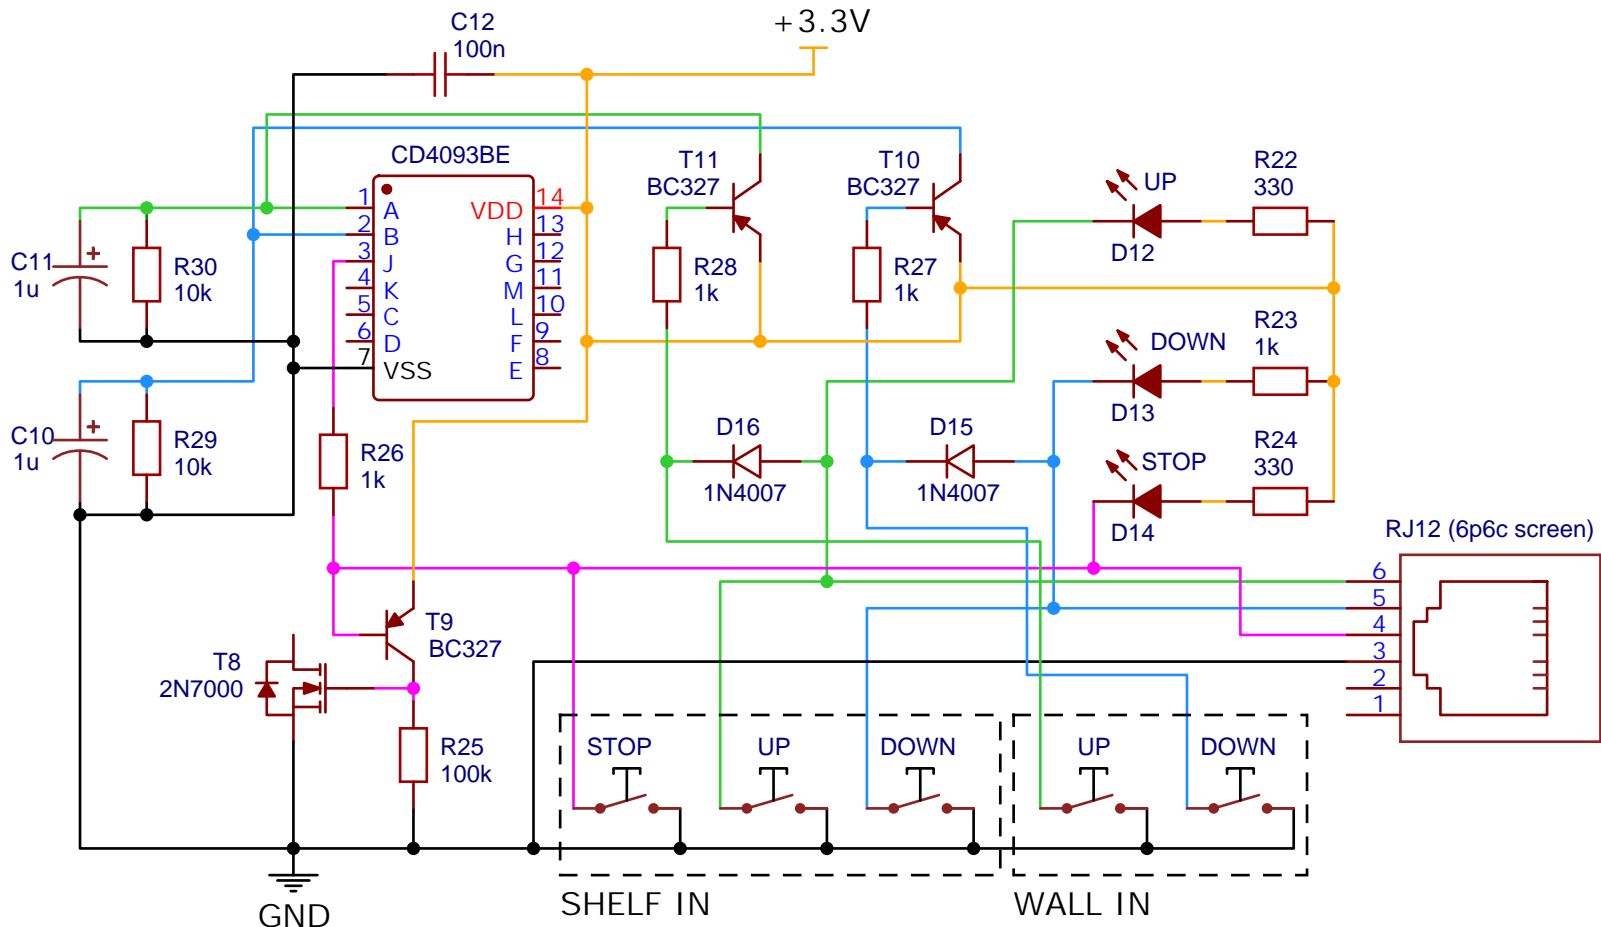 +3.3V
C12
100n
CD4093BE
T11
BC327
T10
BC327
UP
R22
330
1 A
VDD 14
2 B
H 13
3 J
G 12
4 K
M 11
5 C
L 10
6 D
F 9
7 VSS
E 8
D12
C11 +
1u
R30
10k
R28
1k
R27
1k
DOWN
R23
1k
D13
C10 +
1u
R29
10k
R26
1k
D16
1N4007
D15
1N4007
STOP
R24
330
D14
RJ12 (6p6c screen)
6
5
4
3
2
1
T9
BC327
T8
2N7000
R25
100k
STOP
UP
DOWN
UP
DOWN
SHELF IN
WALL IN
GND